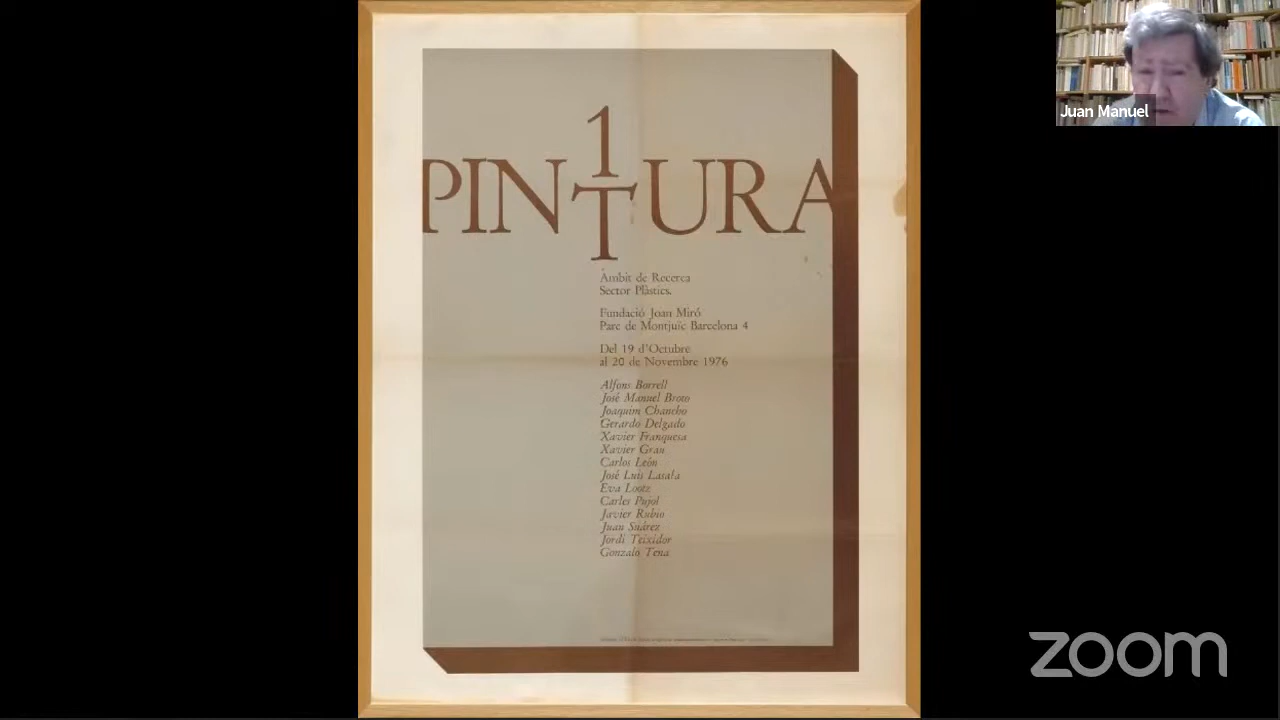 Juan Manuel
1
PINTURA
Àmbit de Recerca
Sector Plàstics.
Fundació Joan Miró
Parc de Montjuïc Barcelona 4
Del 19 d'Octubre
al 20 de Novembre 1976
Alfons Borrell
José Manuel Broto
Joaquim Chancho
Gerardo Delgado
Xavier Franquesa
Xavier Grau
Carlos León
José Luis Lasala
Eva Lootz
Carles Pujol
Javier Rubio
Juan Suárez
Jordi Teixidor
Gonzalo Tena
zoom